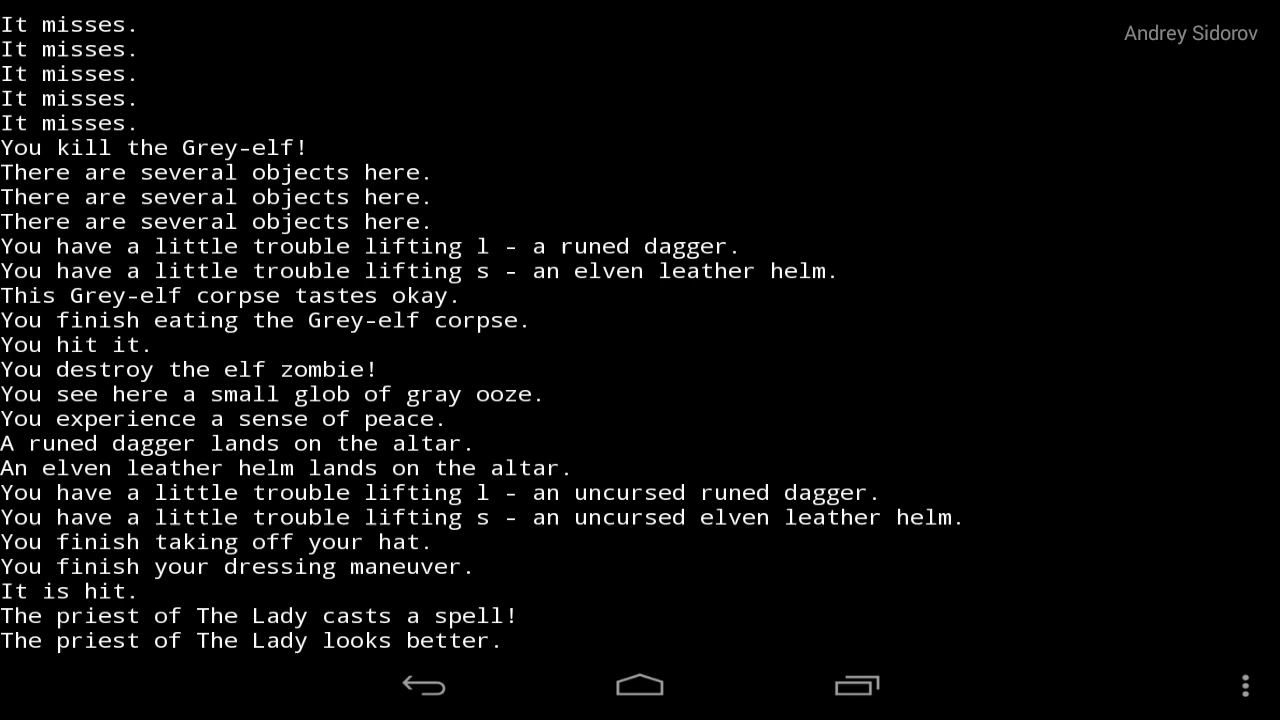 It misses.
Andrey Sidorov
It misses.
It misses.
It misses.
It misses.
You kill the Grey-elf!
There are several objects here.
There are several objects here.
There are several objects here.
You have a little trouble lifting l - a runed dagger.
You have a little trouble lifting s - an elven leather helm.
This Grey-elf corpse tastes okay.
You finish eating the Grey-elf corpse.
You hit it.
You destroy the elf zombie!
You see here a small glob of gray ooze.
You experience a sense of peace.
A runed dagger lands on the altar.
An elven leather helm lands on the altar.
You have a little trouble lifting l - an uncursed runed dagger.
You have a little trouble lifting s - an uncursed elven leather helm.
You finish taking off your hat.
You finish your dressing maneuver.
It is hit.
The priest of The Lady casts a spell!
The priest of The Lady looks better.